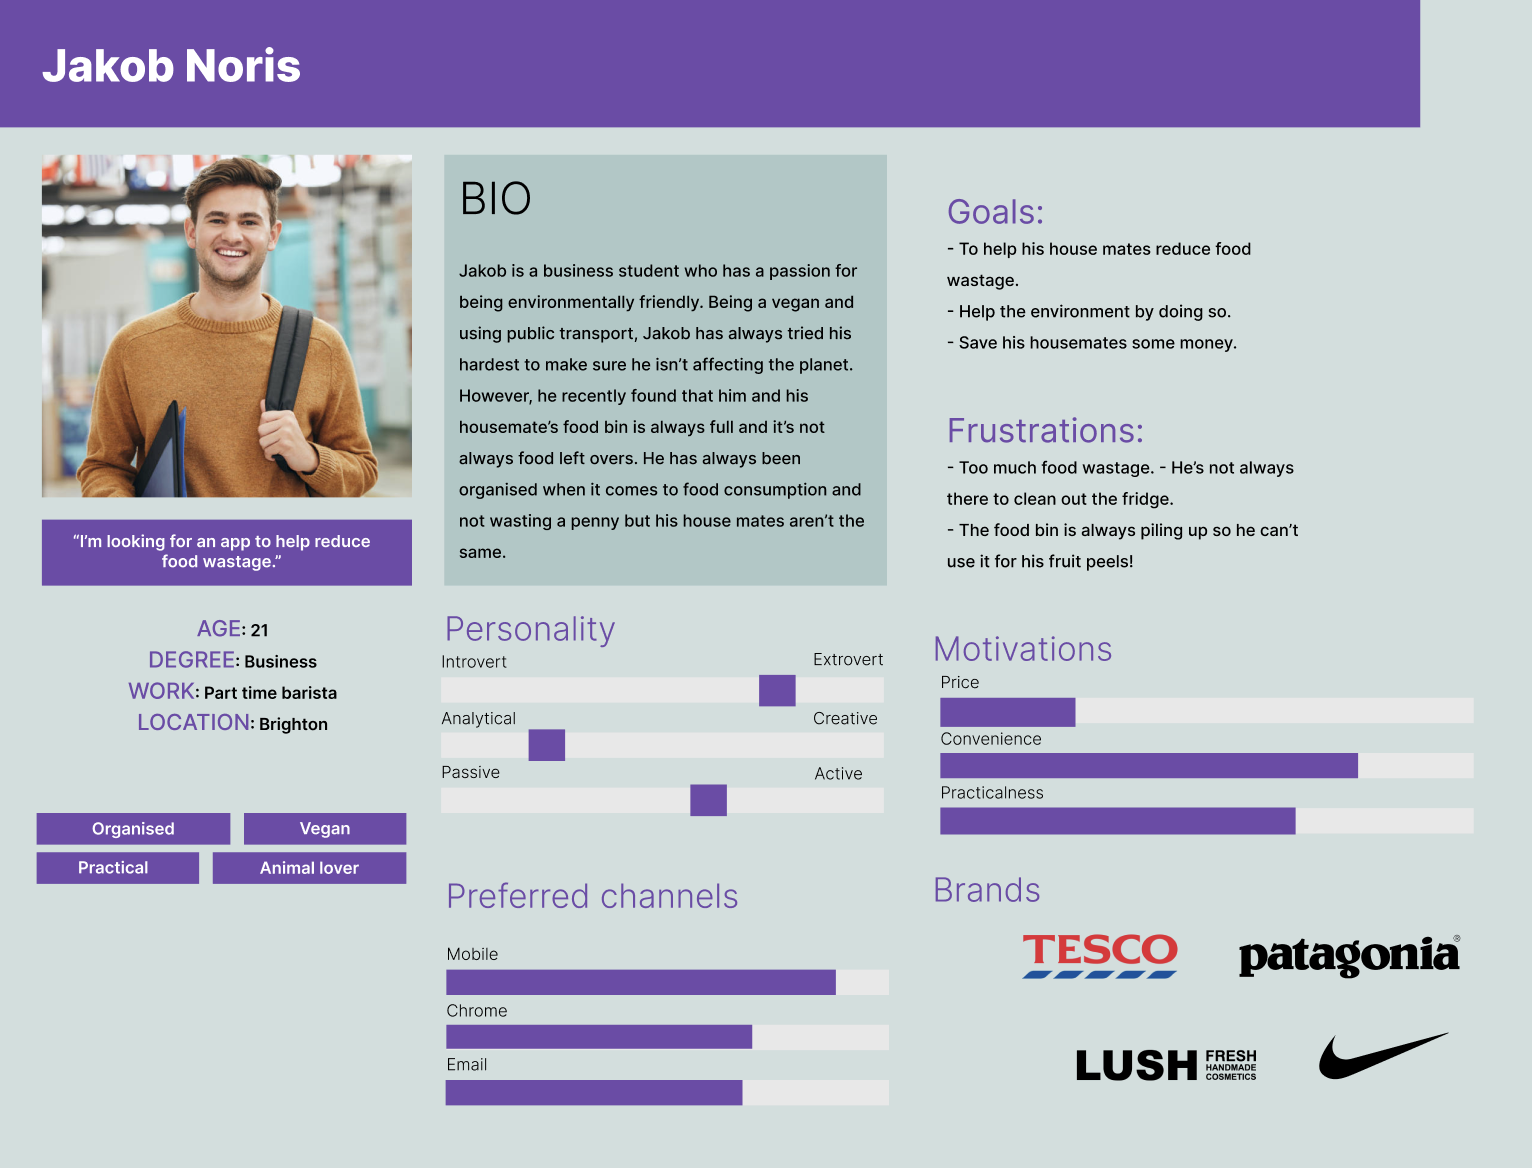 Jakob Noris
“I’m looking for an app to help reduce
food wastage.”
AGE: 21
DEGREE: Business
WORK: Part time barista
LOCATION: Brighton
Organised
Vegan
Practical
Animal lover
BIO
Jakob is a business student who has a passion for
being environmentally friendly. Being a vegan and
using public transport, Jakob has always tried his
hardest to make sure he isn’t affecting the planet.
However, he recently found that him and his
housemate’s food bin is always full and it’s not
always food left overs. He has always been
organised when it comes to food consumption and
not wasting a penny but his house mates aren’t the
same.
Personality
Introvert
Extrovert
Analytical
Creative
Passive
Active
Preferred channels
Mobile
Chrome
Email
Goals:
- To help his house mates reduce food
wastage.
- Help the environment by doing so.
- Save his housemates some money.
Frustrations:
- Too much food wastage. - He’s not always
there to clean out the fridge.
- The food bin is always piling up so he can’t
use it for his fruit peels!
Motivations
Price
Convenience
Practicalness
Brands
TESCO
patagonia®
LUSH
FRESH
HANDMADE
COSMETICS